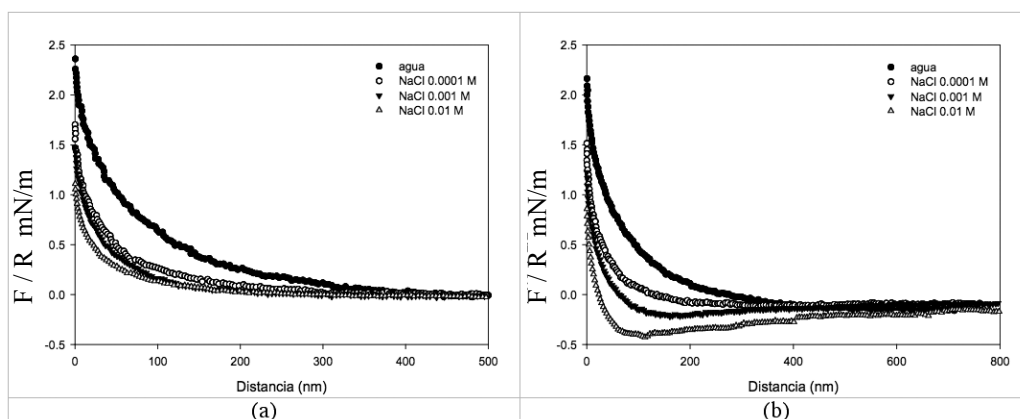 2.5
2.0
1.5
1.0
0.5
0.0
-0.5
F / R mN/m
agua
NaCl 0.0001 M
NaCl 0.001 M
NaCl 0.01 M
0 100 200 300 400 500
Distancia (nm)
(a)
2.5
2.0
1.5
1.0
0.5
0.0
-0.5
F / R mN/m
agua
NaCl 0.0001 M
NaCl 0.001 M
NaCl 0.01 M
0 200 400 600 800
Distancia (nm)
(b)